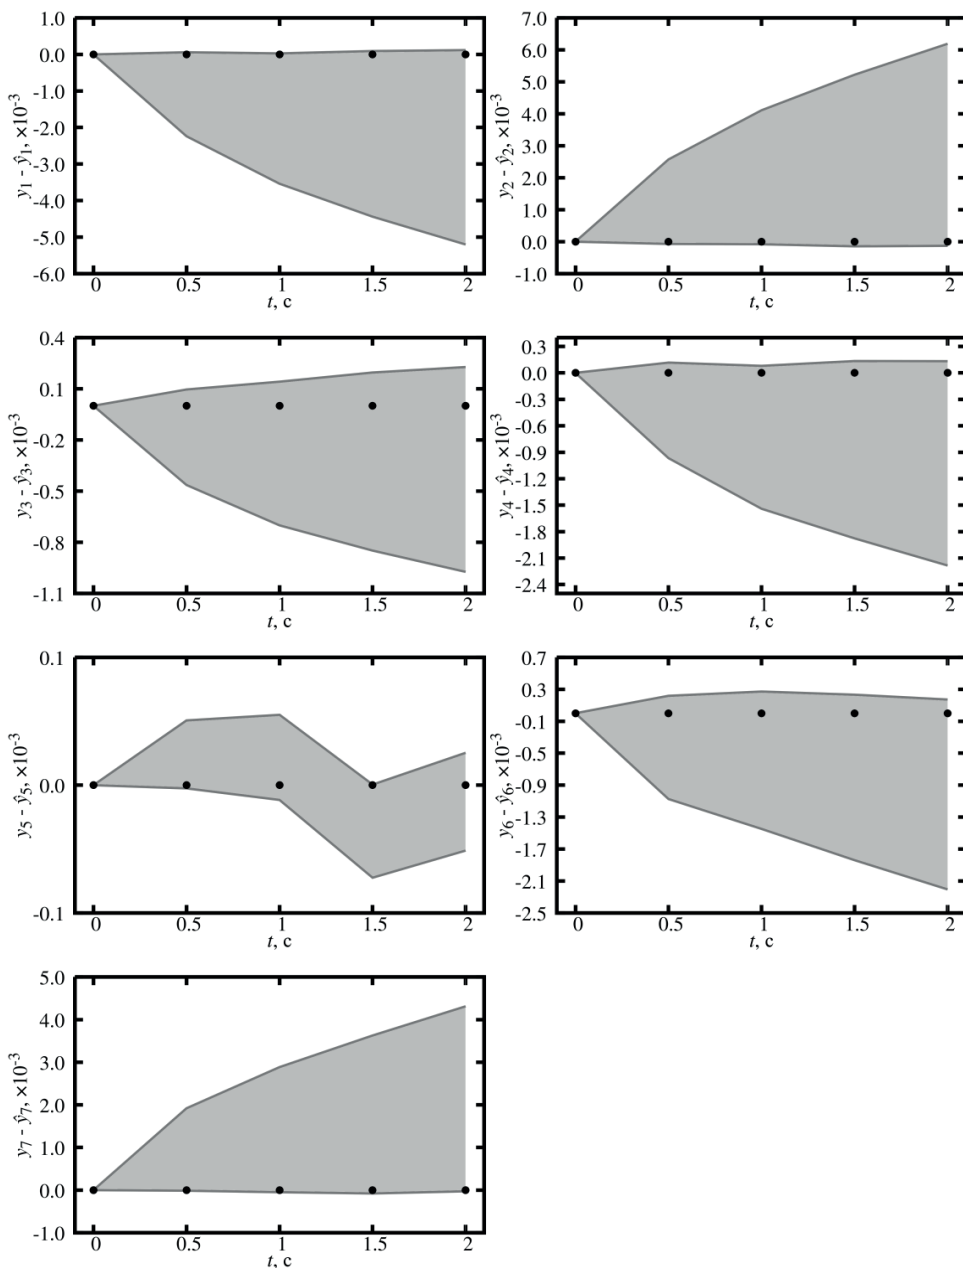 1.0
0.0
-1.0
-2.0
-3.0
-4.0
-5.0
-6.0
y₁ - ŷ₁, ×10⁻³
0 0.5 1 1.5 2
t, c
7.0
6.0
5.0
4.0
3.0
2.0
1.0
0.0
-1.0
y₂ - ŷ₂, ×10⁻³
0 0.5 1 1.5 2
t, c
0.4
0.1
-0.2
-0.5
-0.8
-1.1
y₃ - ŷ₃, ×10⁻³
0 0.5 1 1.5 2
t, c
0.3
0.0
-0.3
-0.6
-0.9
-1.2
-1.5
-1.8
-2.1
-2.4
y₄ - ŷ₄, ×10⁻³
0 0.5 1 1.5 2
t, c
0.1
0.0
-0.1
y₅ - ŷ₅, ×10⁻³
0 0.5 1 1.5 2
t, c
0.7
0.3
-0.1
-0.5
-0.9
-1.3
-1.7
-2.1
-2.5
y₆ - ŷ₆, ×10⁻³
0 0.5 1 1.5 2
t, c
5.0
4.0
3.0
2.0
1.0
0.0
-1.0
y₇ - ŷ₇, ×10⁻³
0 0.5 1 1.5 2
t, c